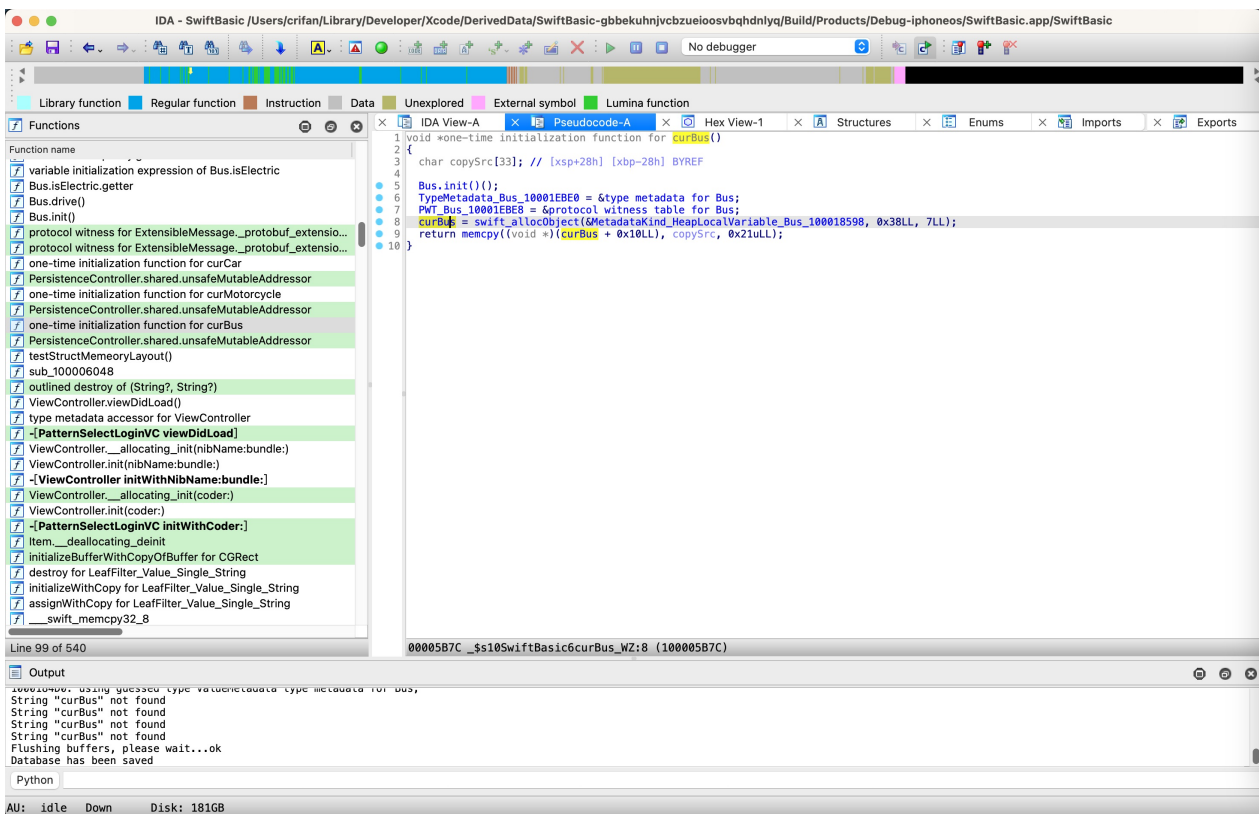 IDA - SwiftBasic /Users/crifan/Library/Developer/Xcode/DerivedData/SwiftBasic-gbbekuhnjvcbzueioosvbqhdnlyq/Build/Products/Debug-iphoneos/SwiftBasic.app/SwiftBasic
No debugger
Library function Regular function Instruction Data Unexplored External symbol Lumina function
Functions
IDA View-A Pseudocode-A Hex View-1 Structures Enums Imports Exports
Function name
variable initialization expression of Bus.isElectric
Bus.isElectric.getter
Bus.drive()
Bus.init()
protocol witness for ExtensibleMessage._protobuf_extensio...
protocol witness for ExtensibleMessage._protobuf_extensio...
one-time initialization function for curCar
PersistenceController.shared.unsafeMutableAddressor
one-time initialization function for curMotorcycle
PersistenceController.shared.unsafeMutableAddressor
one-time initialization function for curBus
PersistenceController.shared.unsafeMutableAddressor
testStructMemeoryLayout()
sub_100006048
outlined destroy of (String?, String?)
ViewController.viewDidLoad()
type metadata accessor for ViewController
-[PatternSelectLoginVC viewDidLoad]
ViewController.__allocating_init(nibName:bundle:)
ViewController.init(nibName:bundle:)
-[ViewController initWithNibName:bundle:]
ViewController.__allocating_init(coder:)
ViewController.init(coder:)
-[PatternSelectLoginVC initWithCoder:]
Item.__deallocating_deinit
initializeBufferWithCopyOfBuffer for CGRect
destroy for LeafFilter_Value_Single_String
initializeWithCopy for LeafFilter_Value_Single_String
assignWithCopy for LeafFilter_Value_Single_String
___swift_memcpy32_8
Line 99 of 540
1 void *one-time initialization function for curBus()
2 {
3 char copySrc[33]; // [xsp+28h] [xbp-28h] BYREF
4
5 Bus.init()();
6 TypeMetadata_Bus_10001EBE0 = &type metadata for Bus;
7 PWT_Bus_10001EBE8 = &protocol witness table for Bus;
8 curBus = swift_allocObject(&MetadataKind_HeapLocalVariable_Bus_100018598, 0x38LL, 7LL);
9 return memcpy((void *)(curBus + 0x10LL), copySrc, 0x21uLL);
10 }
00005B7C _$s10SwiftBasic6curBus_WZ:8 (100005B7C)
Output
1000184D0: using guessed type ValueMetadata type metadata for Bus;
String "curBus" not found
String "curBus" not found
String "curBus" not found
String "curBus" not found
Flushing buffers, please wait...ok
Database has been saved
Python
AU: idle Down Disk: 181GB